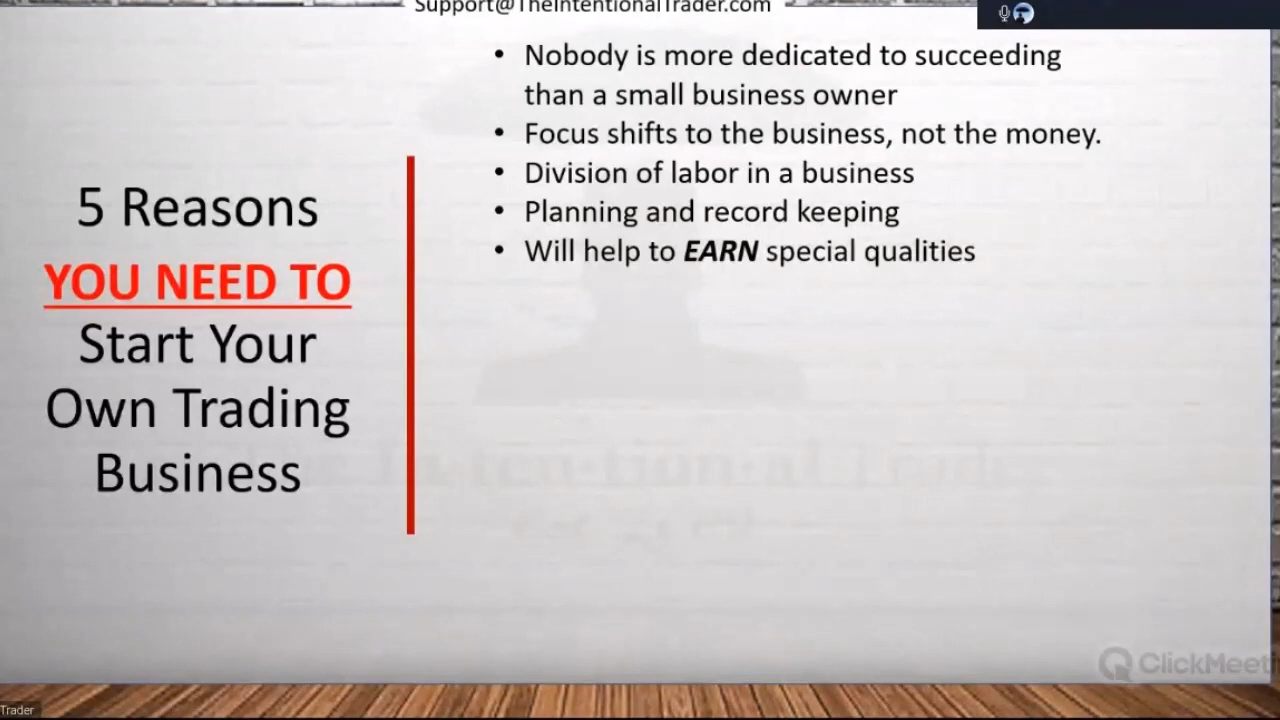 Support@TheIntentionalTrader.com
5 Reasons
YOU NEED TO
Start Your
Own Trading
Business
• Nobody is more dedicated to succeeding
than a small business owner
• Focus shifts to the business, not the money.
• Division of labor in a business
• Planning and record keeping
• Will help to EARN special qualities
ClickMeeti
Trader